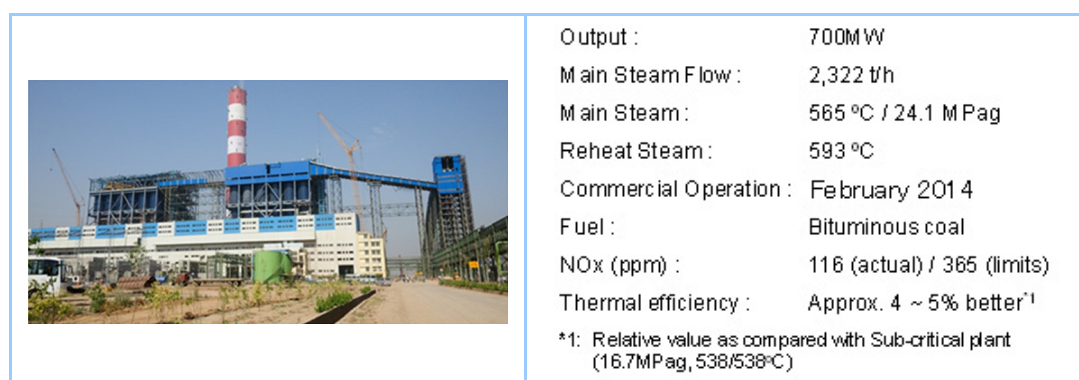 Output : 700MW
Main Steam Flow : 2,322 t/h
Main Steam : 565 ºC / 24.1 MPag
Reheat Steam : 593 ºC
Commercial Operation : February 2014
Fuel : Bituminous coal
NOx (ppm) : 116 (actual) / 365 (limits)
Thermal efficiency : Approx. 4 ~ 5% better*1
*1: Relative value as compared with Sub-critical plant
(16.7MPag, 538/538ºC)